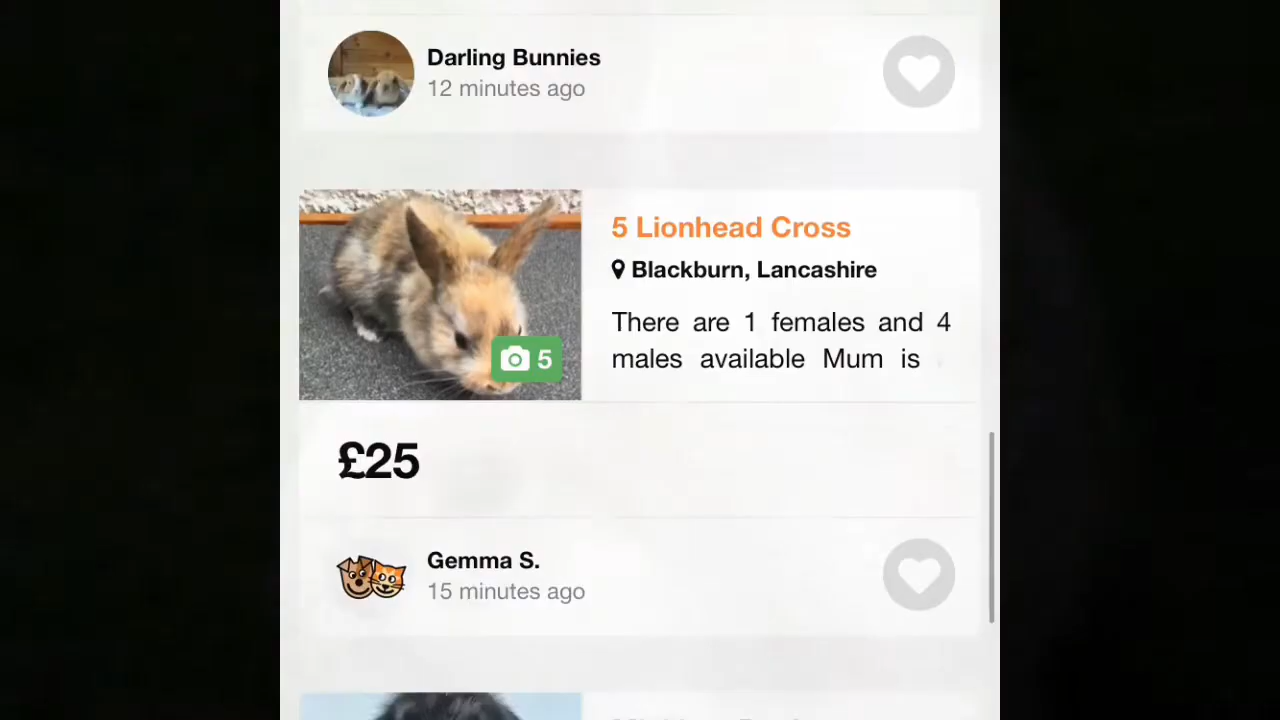 Darling Bunnies
12 minutes ago
5 Lionhead Cross
Blackburn, Lancashire
There are 1 females and 4
males available Mum is
5
£25
Gemma S.
15 minutes ago